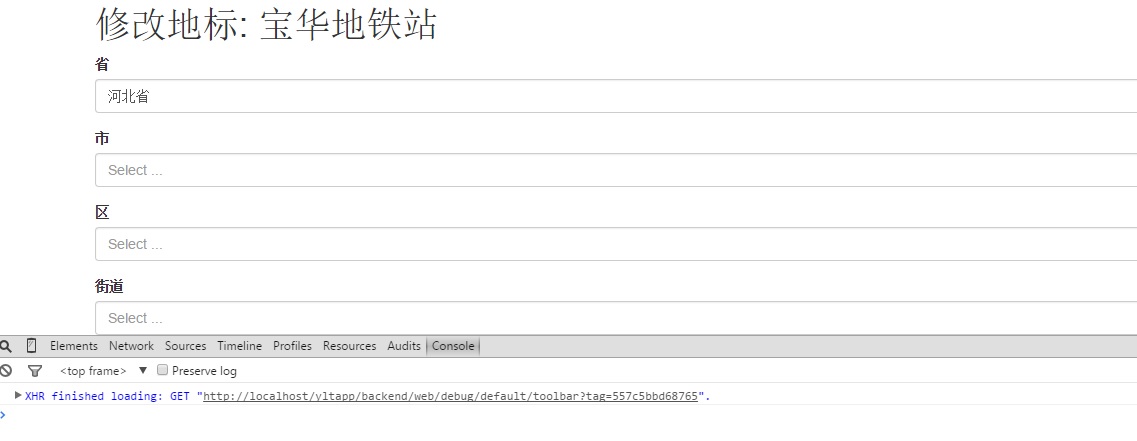 修改地标: 宝华地铁站
省
河北省
市
Select ...
区
Select ...
街道
Select ...
Elements Network Sources Timeline Profiles Resources Audits Console
<top frame> ▼ Preserve log
XHR finished loading: GET "http://localhost/yltapp/backend/web/debug/default/toolbar?tag=557c5bbd68765".